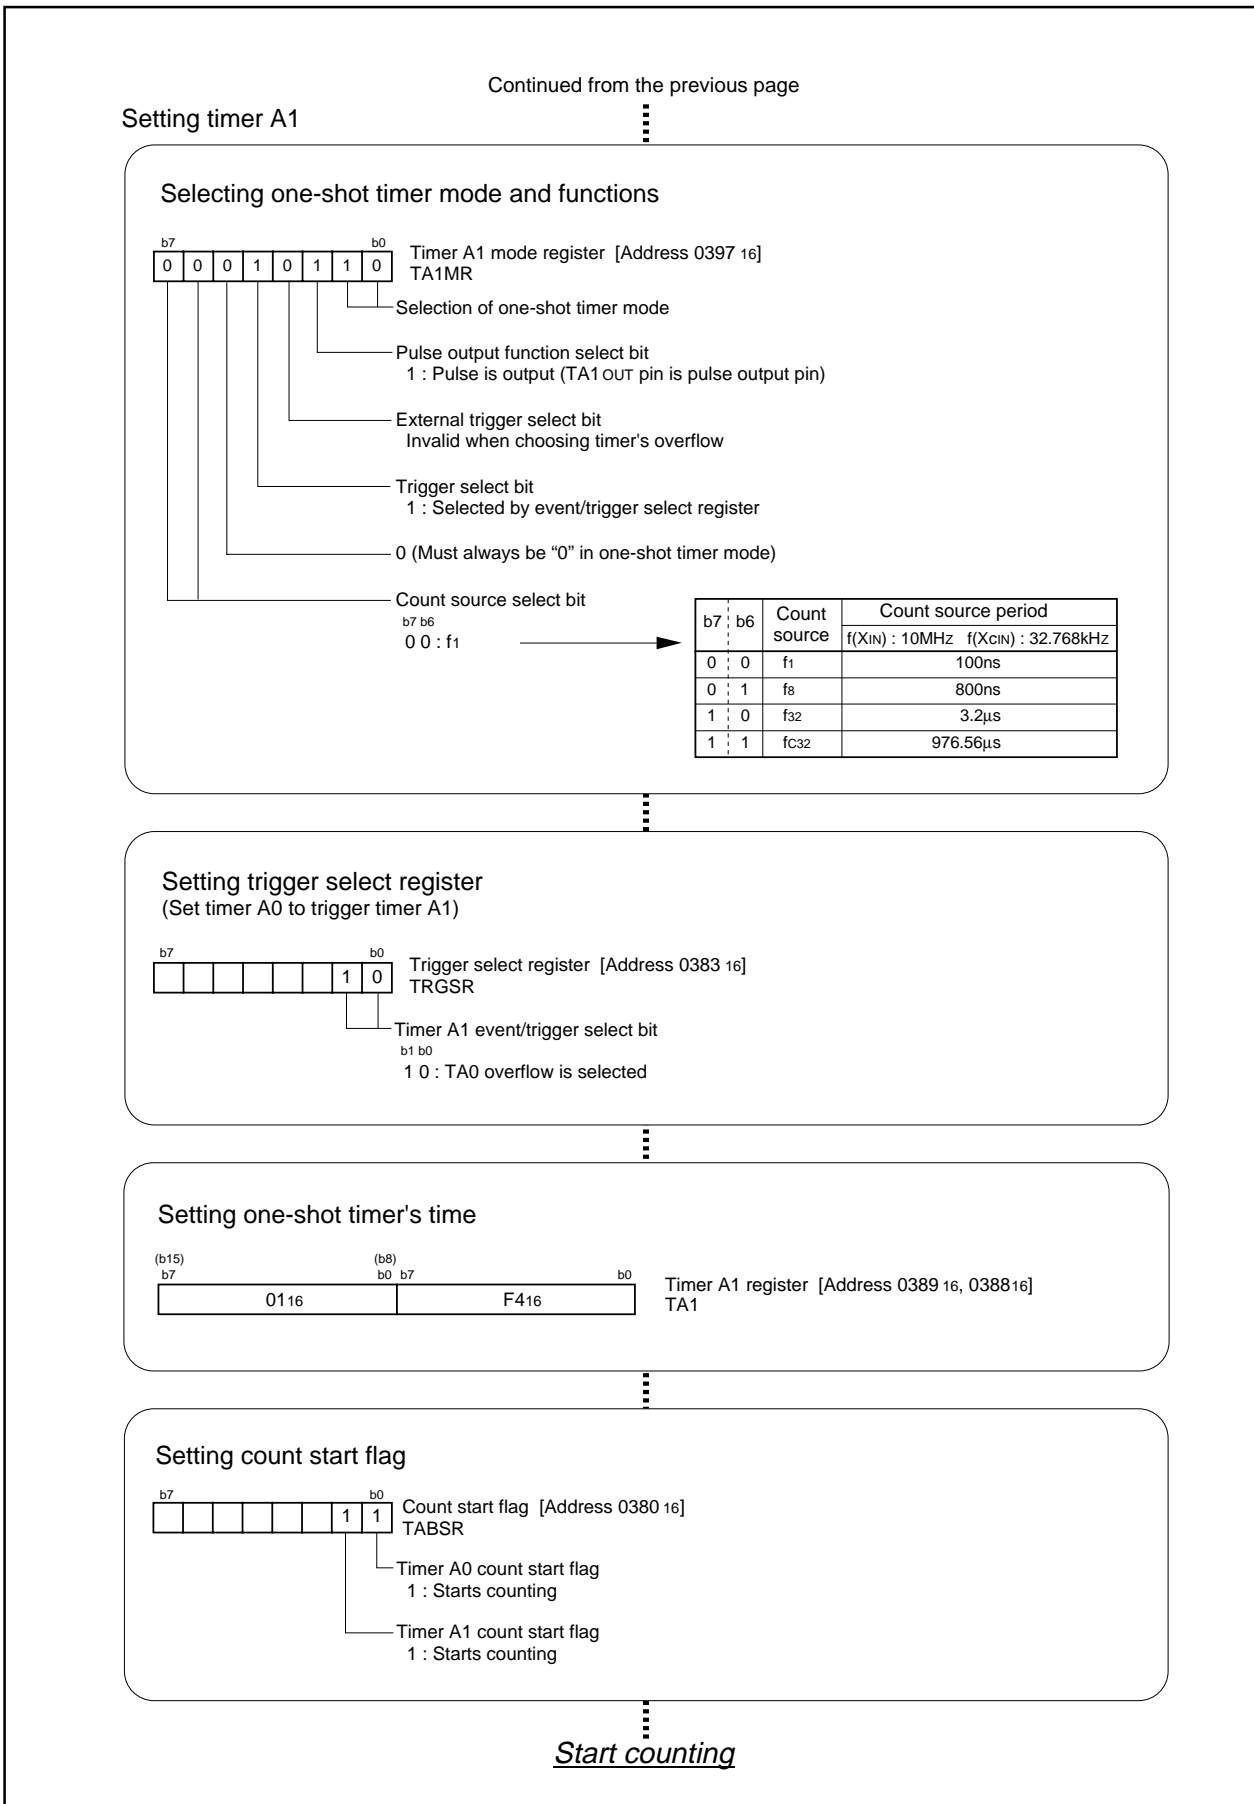 Continued from the previous page
Setting timer A1
Selecting one-shot timer mode and functions
b7 b0
0 0 0 1 0 1 1 0
Timer A1 mode register [Address 0397 16]
TA1MR
Selection of one-shot timer mode
Pulse output function select bit
1 : Pulse is output (TA1OUT pin is pulse output pin)
External trigger select bit
Invalid when choosing timer's overflow
Trigger select bit
1 : Selected by event/trigger select register
0 (Must always be “0” in one-shot timer mode)
Count source select bit
b7 b6
0 0 : f1
b7 b6 Count source Count source period
f(XIN) : 10MHz f(XCIN) : 32.768kHz
0 0 f1 100ns
0 1 f8 800ns
1 0 f32 3.2μs
1 1 fC32 976.56μs
Setting trigger select register
(Set timer A0 to trigger timer A1)
b7 b0
1 0
Trigger select register [Address 0383 16]
TRGSR
Timer A1 event/trigger select bit
b1 b0
1 0 : TA0 overflow is selected
Setting one-shot timer's time
(b15) (b8)
b7 b0 b7 b0
0116 F416
Timer A1 register [Address 0389 16, 038816]
TA1
Setting count start flag
b7 b0
1 1
Count start flag [Address 0380 16]
TABSR
Timer A0 count start flag
1 : Starts counting
Timer A1 count start flag
1 : Starts counting
Start counting